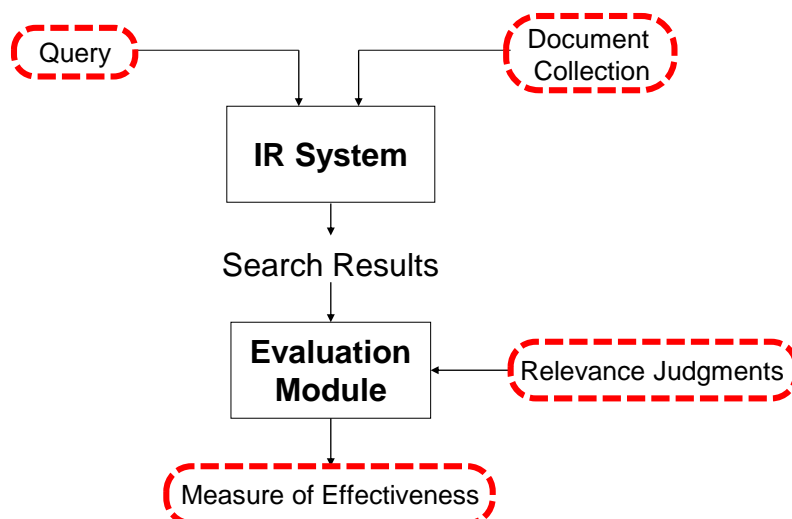 Query
Document
Collection
IR System
Search Results
Evaluation
Module
Relevance Judgments
Measure of Effectiveness